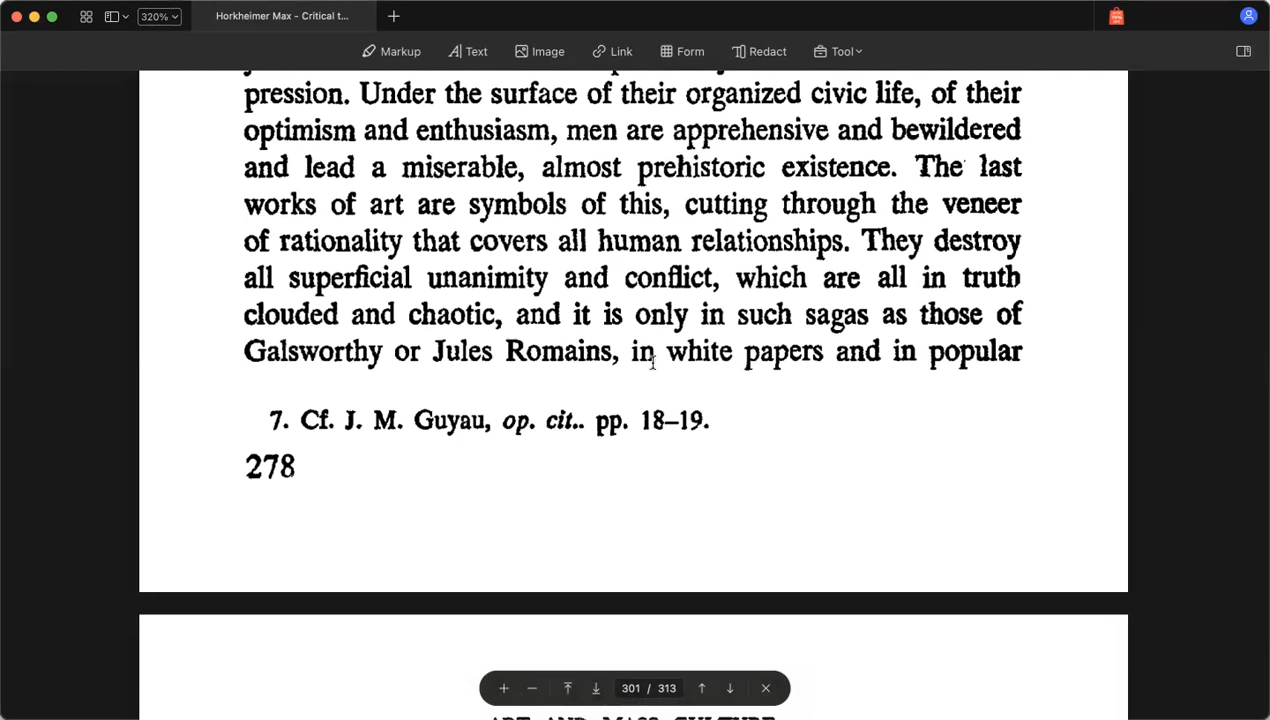 320%
Horkheimer Max - Critical t...
Markup
Text
Image
Link
Form
Redact
Tool
pression. Under the surface of their organized civic life, of their
optimism and enthusiasm, men are apprehensive and bewildered
and lead a miserable, almost prehistoric existence. The last
works of art are symbols of this, cutting through the veneer
of rationality that covers all human relationships. They destroy
all superficial unanimity and conflict, which are all in truth
clouded and chaotic, and it is only in such sagas as those of
Galsworthy or Jules Romains, in white papers and in popular
7. Cf. J. M. Guyau, op. cit.. pp. 18–19.
278
301 / 313
ART AND MASS CULTURE